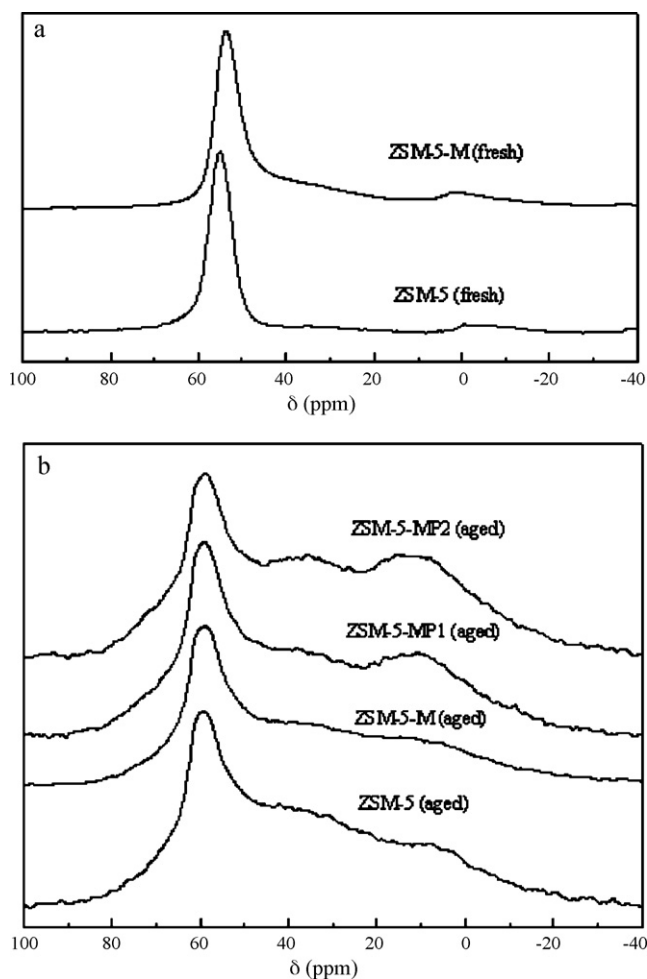 a
ZSM-5-M (fresh)
ZSM-5 (fresh)
100 80 60 40 20 0 -20 -40
δ (ppm)
b
ZSM-5-MP2 (aged)
ZSM-5-MP1 (aged)
ZSM-5-M (aged)
ZSM-5 (aged)
100 80 60 40 20 0 -20 -40
δ (ppm)